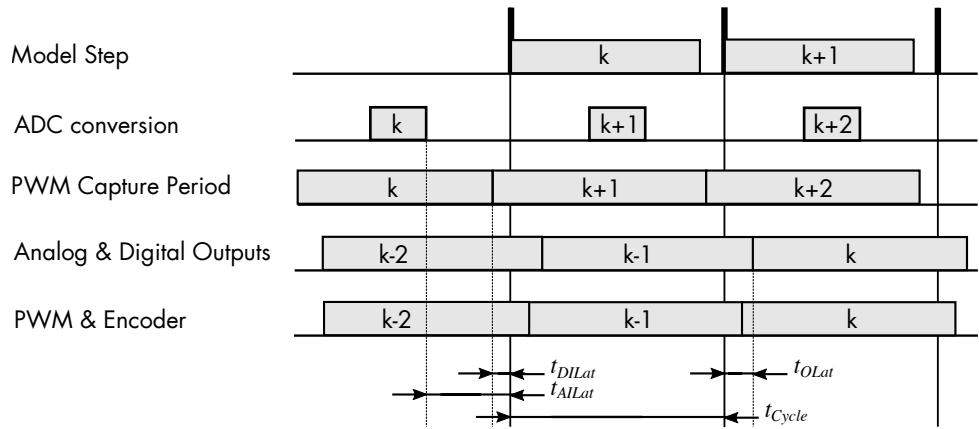 Model Step k k+1
ADC conversion k k+1 k+2
PWM Capture Period k k+1 k+2
Analog & Digital Outputs k-2 k-1 k
PWM & Encoder k-2 k-1 k
tDILat tOLat
tAILat
tCycle